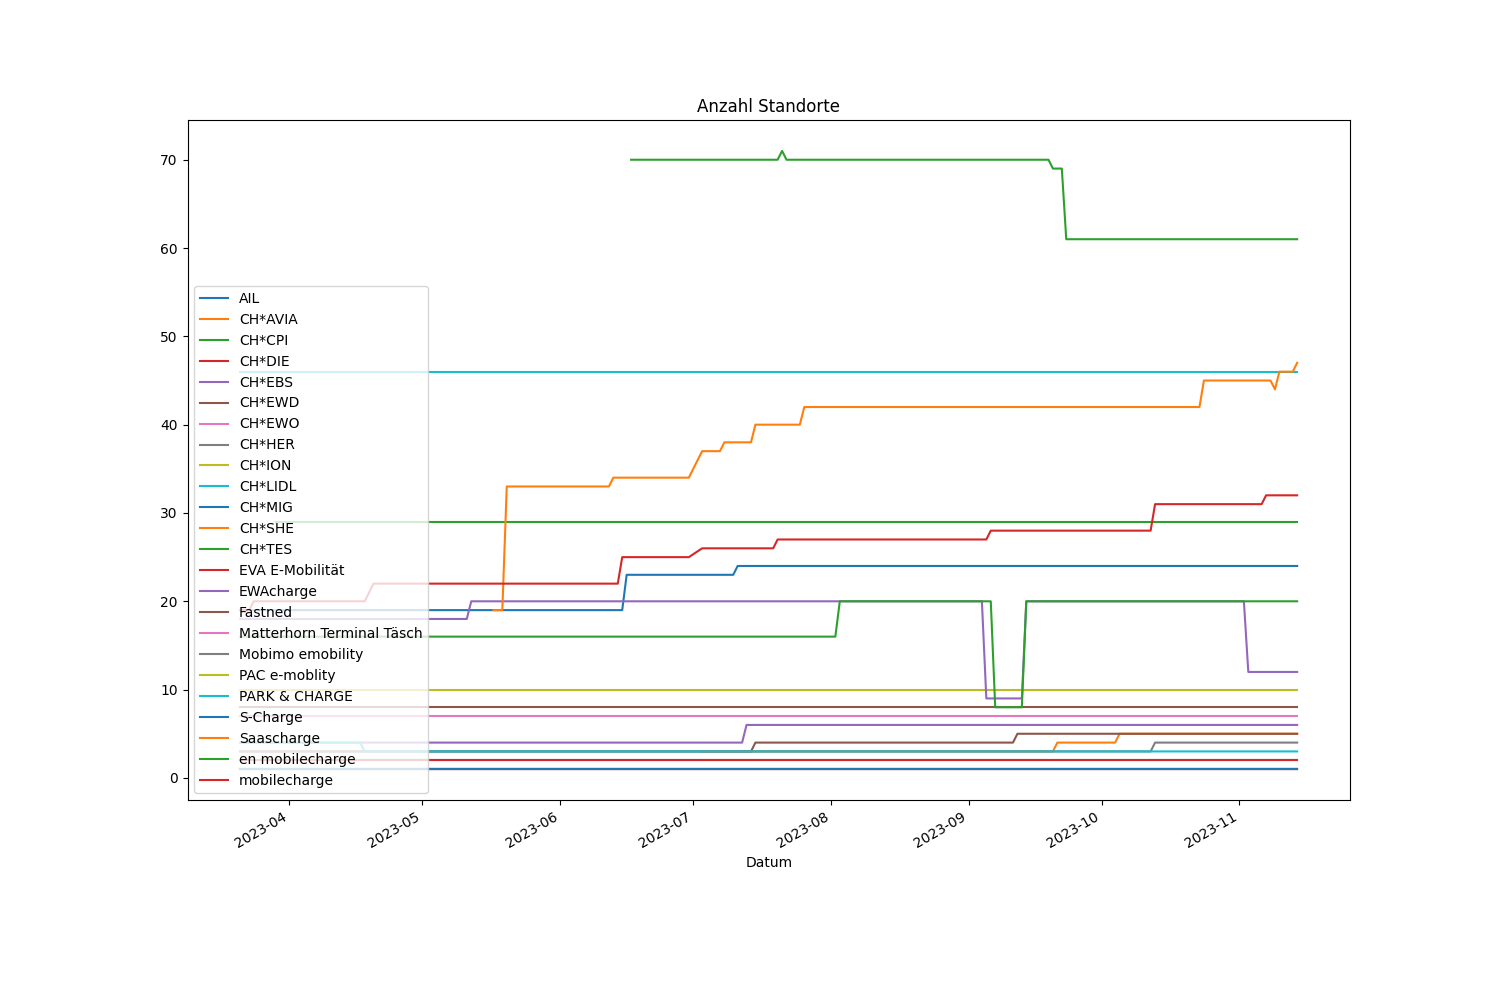 Anzahl Standorte
70
60
50
40
30
20
10
0
AIL
CH*AVIA
CH*CPI
CH*DIE
CH*EBS
CH*EWD
CH*EWO
CH*HER
CH*ION
CH*LIDL
CH*MIG
CH*SHE
CH*TES
EVA E-Mobilität
EWAcharge
Fastned
Matterhorn Terminal Täsch
Mobimo emobility
PAC e-moblity
PARK & CHARGE
S-Charge
Saascharge
en mobilecharge
mobilecharge
2023-04
2023-05
2023-06
2023-07
2023-08
2023-09
2023-10
2023-11
Datum